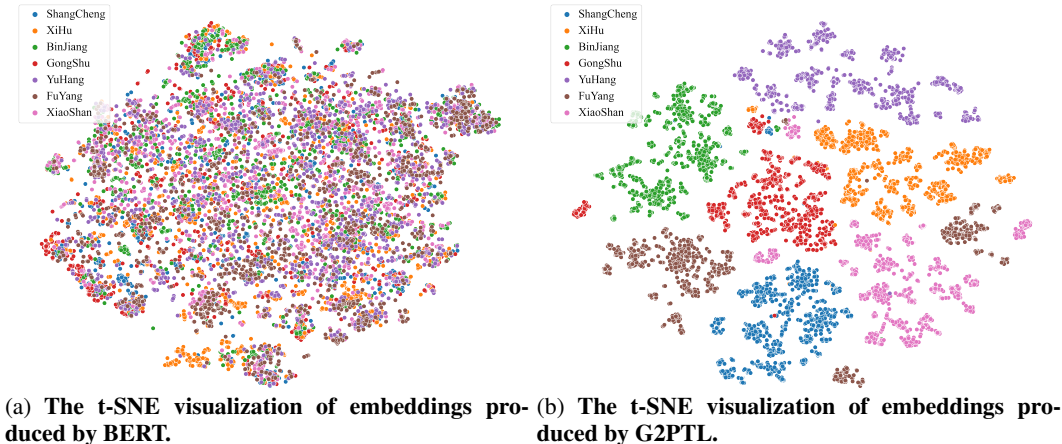 ShangCheng
XiHu
BinJiang
GongShu
YuHang
FuYang
XiaoShan
ShangCheng
XiHu
BinJiang
GongShu
YuHang
FuYang
XiaoShan
(a) The t-SNE visualization of embeddings pro-
duced by BERT.
(b) The t-SNE visualization of embeddings pro-
duced by G2PTL.